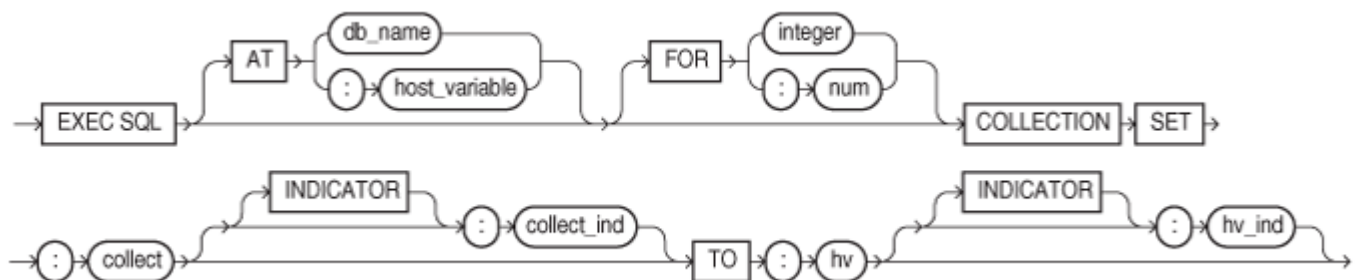 db_name integer
AT FOR
: host_variable : num
EXEC SQL COLLECTION SET
INDICATOR INDICATOR
: collect_ind : hv_ind
: collect TO : hv